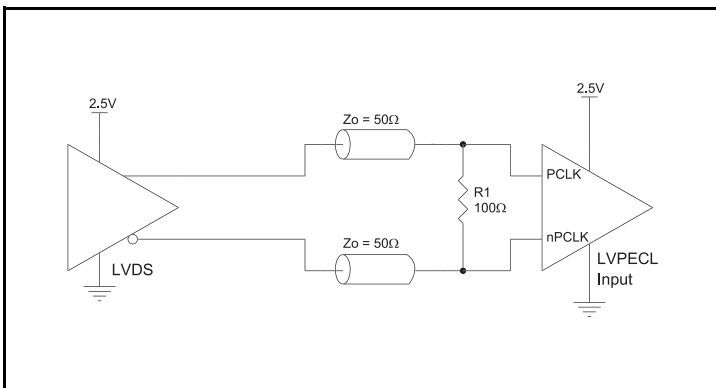 2.5V
2.5V
Zo = 50Ω
PCLK
R1
100Ω
nPCLK
Zo = 50Ω
LVDS
LVPECL
Input